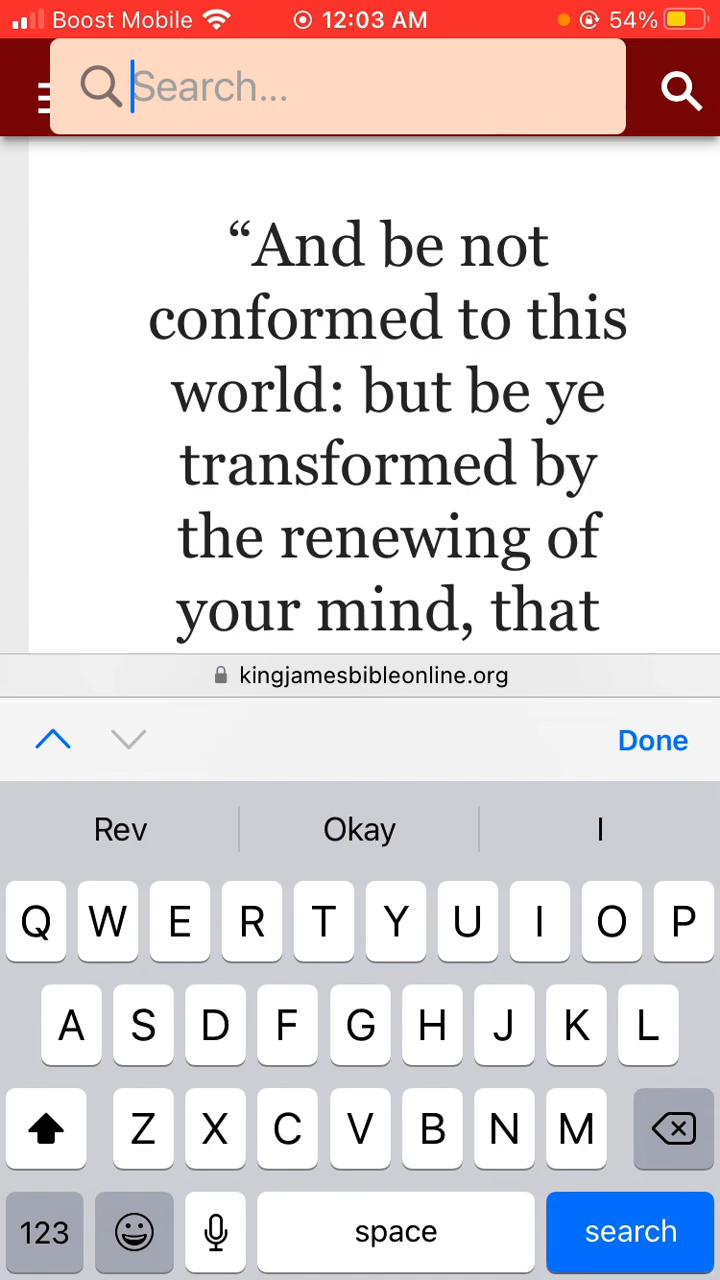 Boost Mobile 12:03 AM 54%
Search...
“And be not
conformed to this
world: but be ye
transformed by
the renewing of
your mind, that
kingjamesbibleonline.org
Done
Rev Okay I
Q W E R T Y U I O P
A S D F G H J K L
Z X C V B N M
123 space search